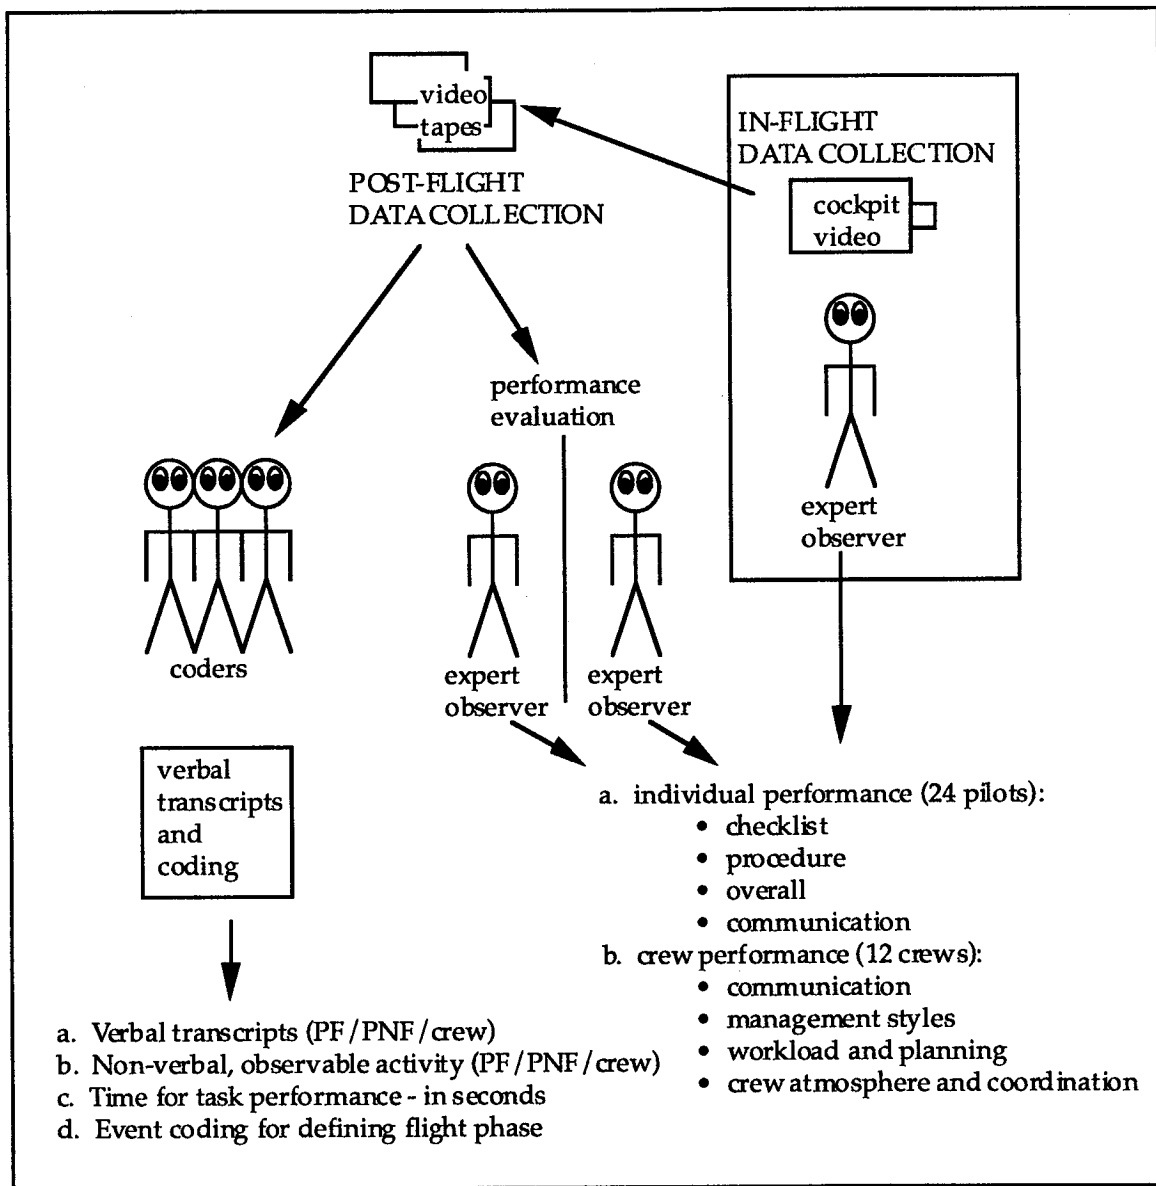 video
tapes
POST-FLIGHT
DATA COLLECTION
IN-FLIGHT
DATA COLLECTION
cockpit
video
expert
observer
performance
evaluation
coders
expert
observer
expert
observer
verbal
transcripts
and
coding
a. Verbal transcripts (PF/PNF/crew)
b. Non-verbal, observable activity (PF/PNF/crew)
c. Time for task performance - in seconds
d. Event coding for defining flight phase
a. individual performance (24 pilots):
• checklist
• procedure
• overall
• communication
b. crew performance (12 crews):
• communication
• management styles
• workload and planning
• crew atmosphere and coordination